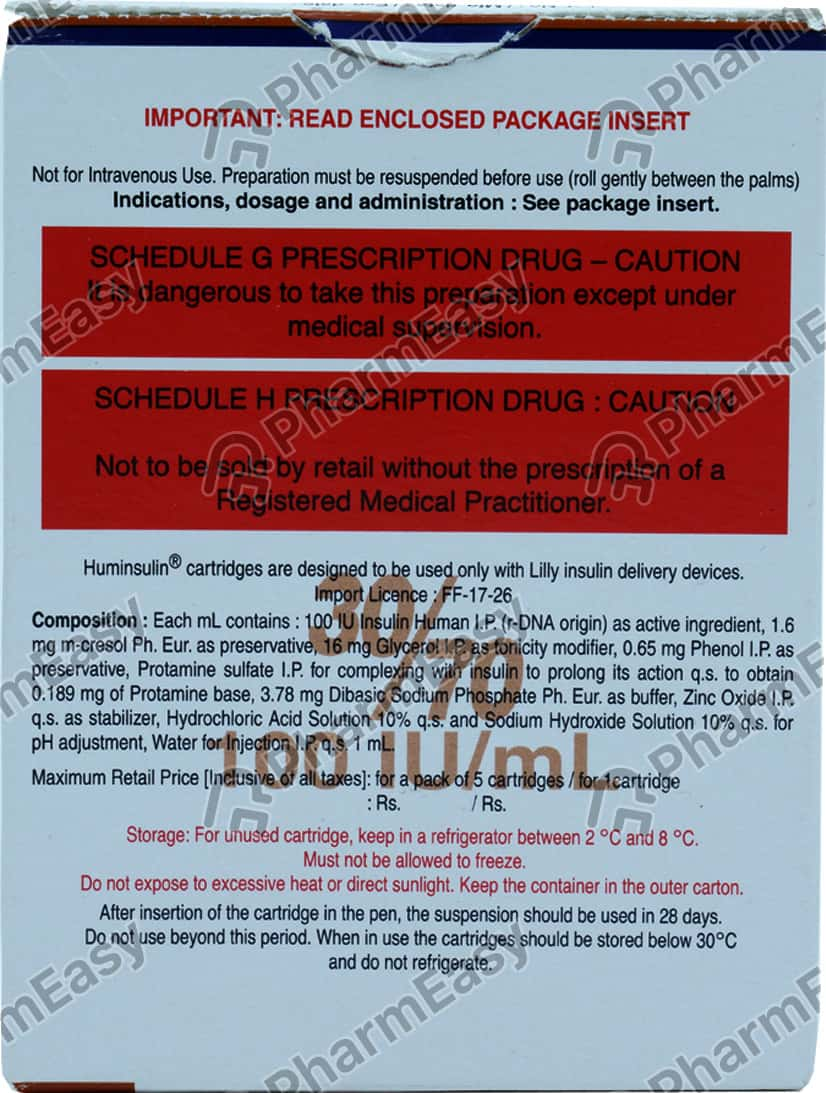 IMPORTANT: READ ENCLOSED PACKAGE INSERT
Not for Intravenous Use. Preparation must be resuspended before use (roll gently between the palms)
Indications, dosage and administration : See package insert.
SCHEDULE G PRESCRIPTION DRUG – CAUTION
It is dangerous to take this preparation except under
medical supervision.
SCHEDULE H PRESCRIPTION DRUG : CAUTION
Not to be sold by retail without the prescription of a
Registered Medical Practitioner.
Huminsulin® cartridges are designed to be used only with Lilly insulin delivery devices.
Import Licence : FF-17-26
30/70
100 IU/mL
Composition : Each mL contains : 100 IU Insulin Human I.P. (r-DNA origin) as active ingredient, 1.6
mg m-cresol Ph. Eur. as preservative, 16 mg Glycerol I.P. as tonicity modifier, 0.65 mg Phenol I.P. as
preservative, Protamine sulfate I.P. for complexing with insulin to prolong its action q.s. to obtain
0.189 mg of Protamine base, 3.78 mg Dibasic Sodium Phosphate Ph. Eur. as buffer, Zinc Oxide I.P.
q.s. as stabilizer, Hydrochloric Acid Solution 10% q.s. and Sodium Hydroxide Solution 10% q.s. for
pH adjustment, Water for Injection I.P. q.s. 1 mL.
Maximum Retail Price [Inclusive of all taxes]: for a pack of 5 cartridges / for 1cartridge
: Rs. / Rs.
Storage: For unused cartridge, keep in a refrigerator between 2 °C and 8 °C.
Must not be allowed to freeze.
Do not expose to excessive heat or direct sunlight. Keep the container in the outer carton.
After insertion of the cartridge in the pen, the suspension should be used in 28 days.
Do not use beyond this period. When in use the cartridges should be stored below 30°C
and do not refrigerate.
PharmEasy